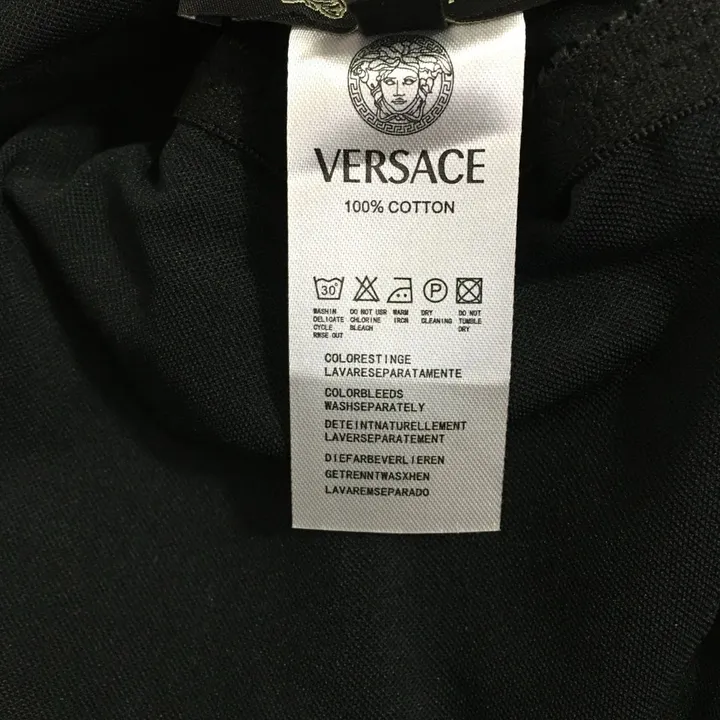 VERSACE
100% COTTON
30°
P
WASHIN DELICATE CYCLE RINSE OUT
DO NOT USR CHLORINE BLEACH
WARM IRON
DRY CLEANING
DO NOT TUMBLE DRY
COLORESTINGE
LAVARESEPARATAMENTE
COLORBLEEDS
WASHSEPARATELY
DETEINTNATURELLEMENT
LAVERSEPARATEMENT
DIEFARBEVERLIEREN
GETRENNTWASXHEN
LAVAREMSEPARADO